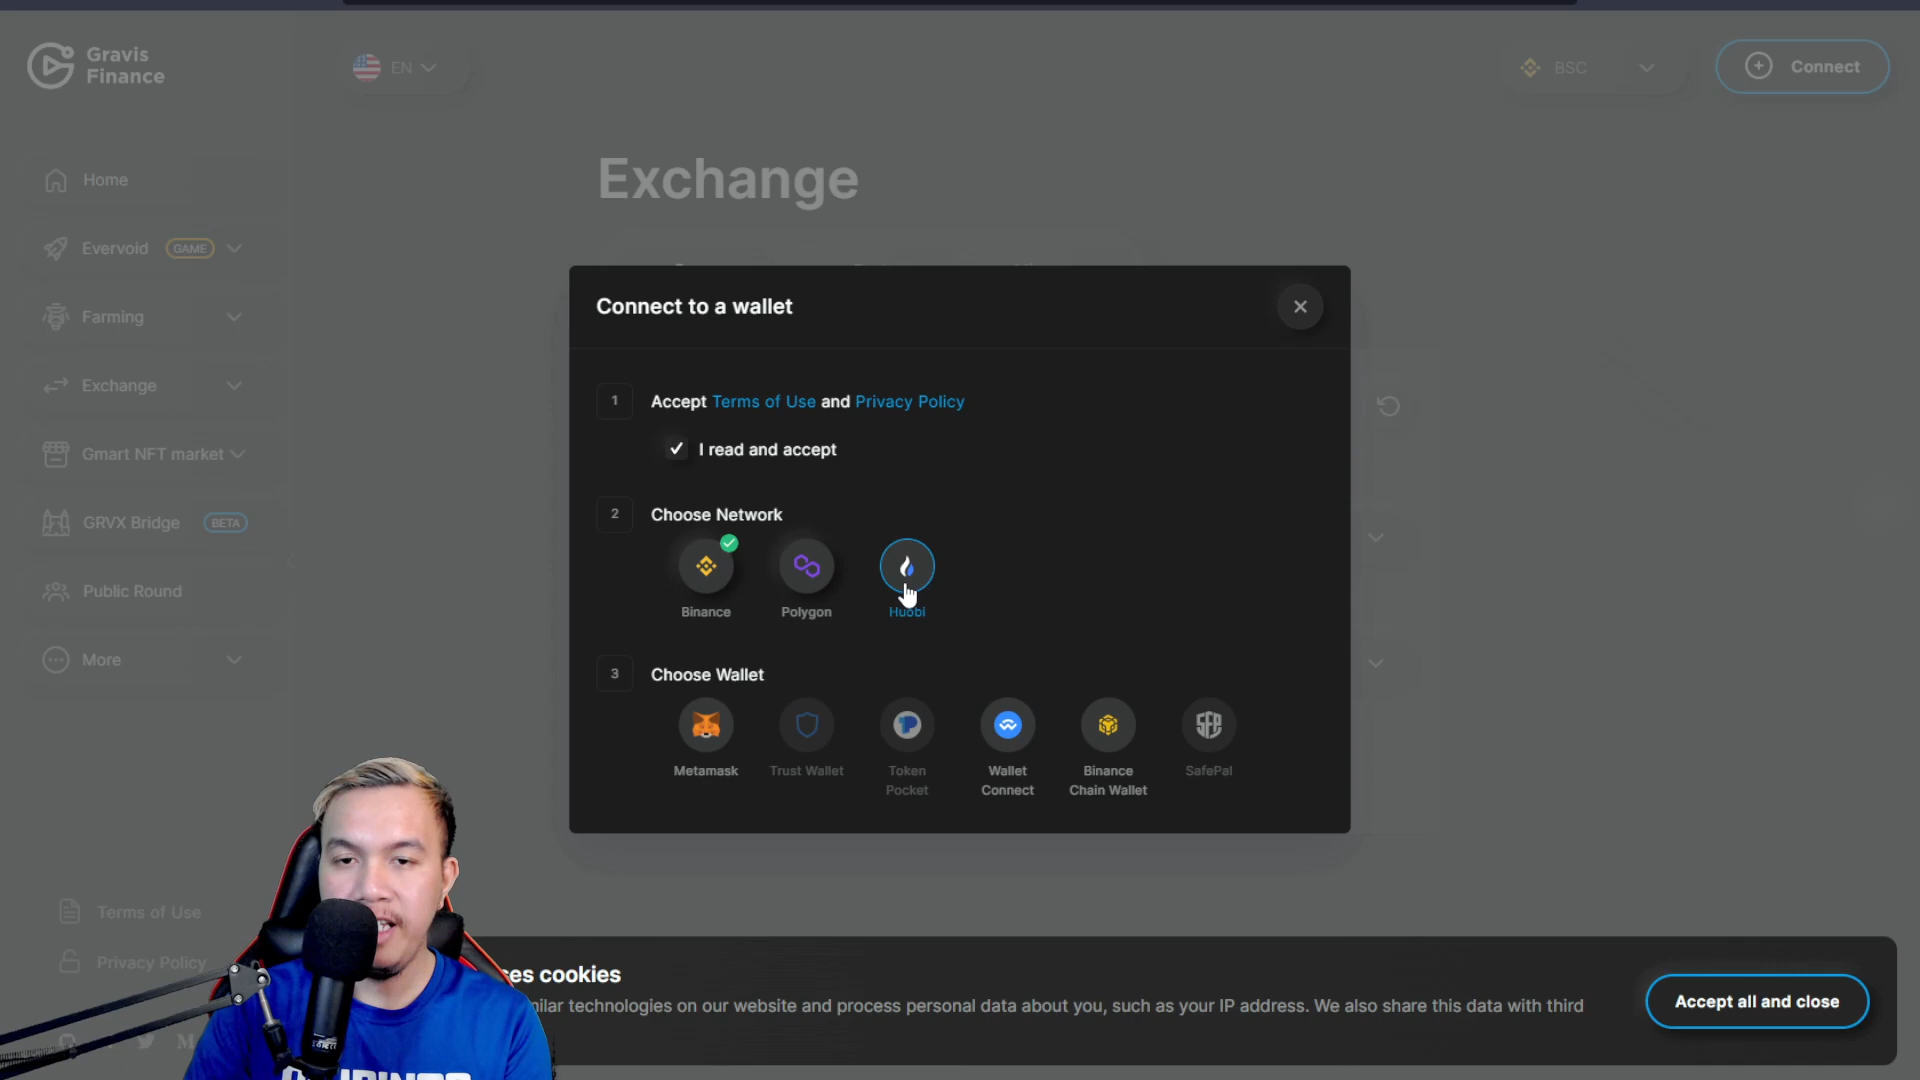 Gravis
Finance
EN
BSC
Connect
Home
Evervoid GAME
Farming
Exchange
Gmart NFT market
GRVX Bridge BETA
Public Round
More
Terms of Use
Privacy Policy
Exchange
Connect to a wallet
1
Accept Terms of Use and Privacy Policy
I read and accept
2
Choose Network
Binance
Polygon
Huobi
3
Choose Wallet
Metamask
Trust Wallet
Token
Pocket
Wallet
Connect
Binance
Chain Wallet
SFP
SafePal
cookies
technologies on our website and process personal data about you, such as your IP address. We also share this data with third
Accept all and close